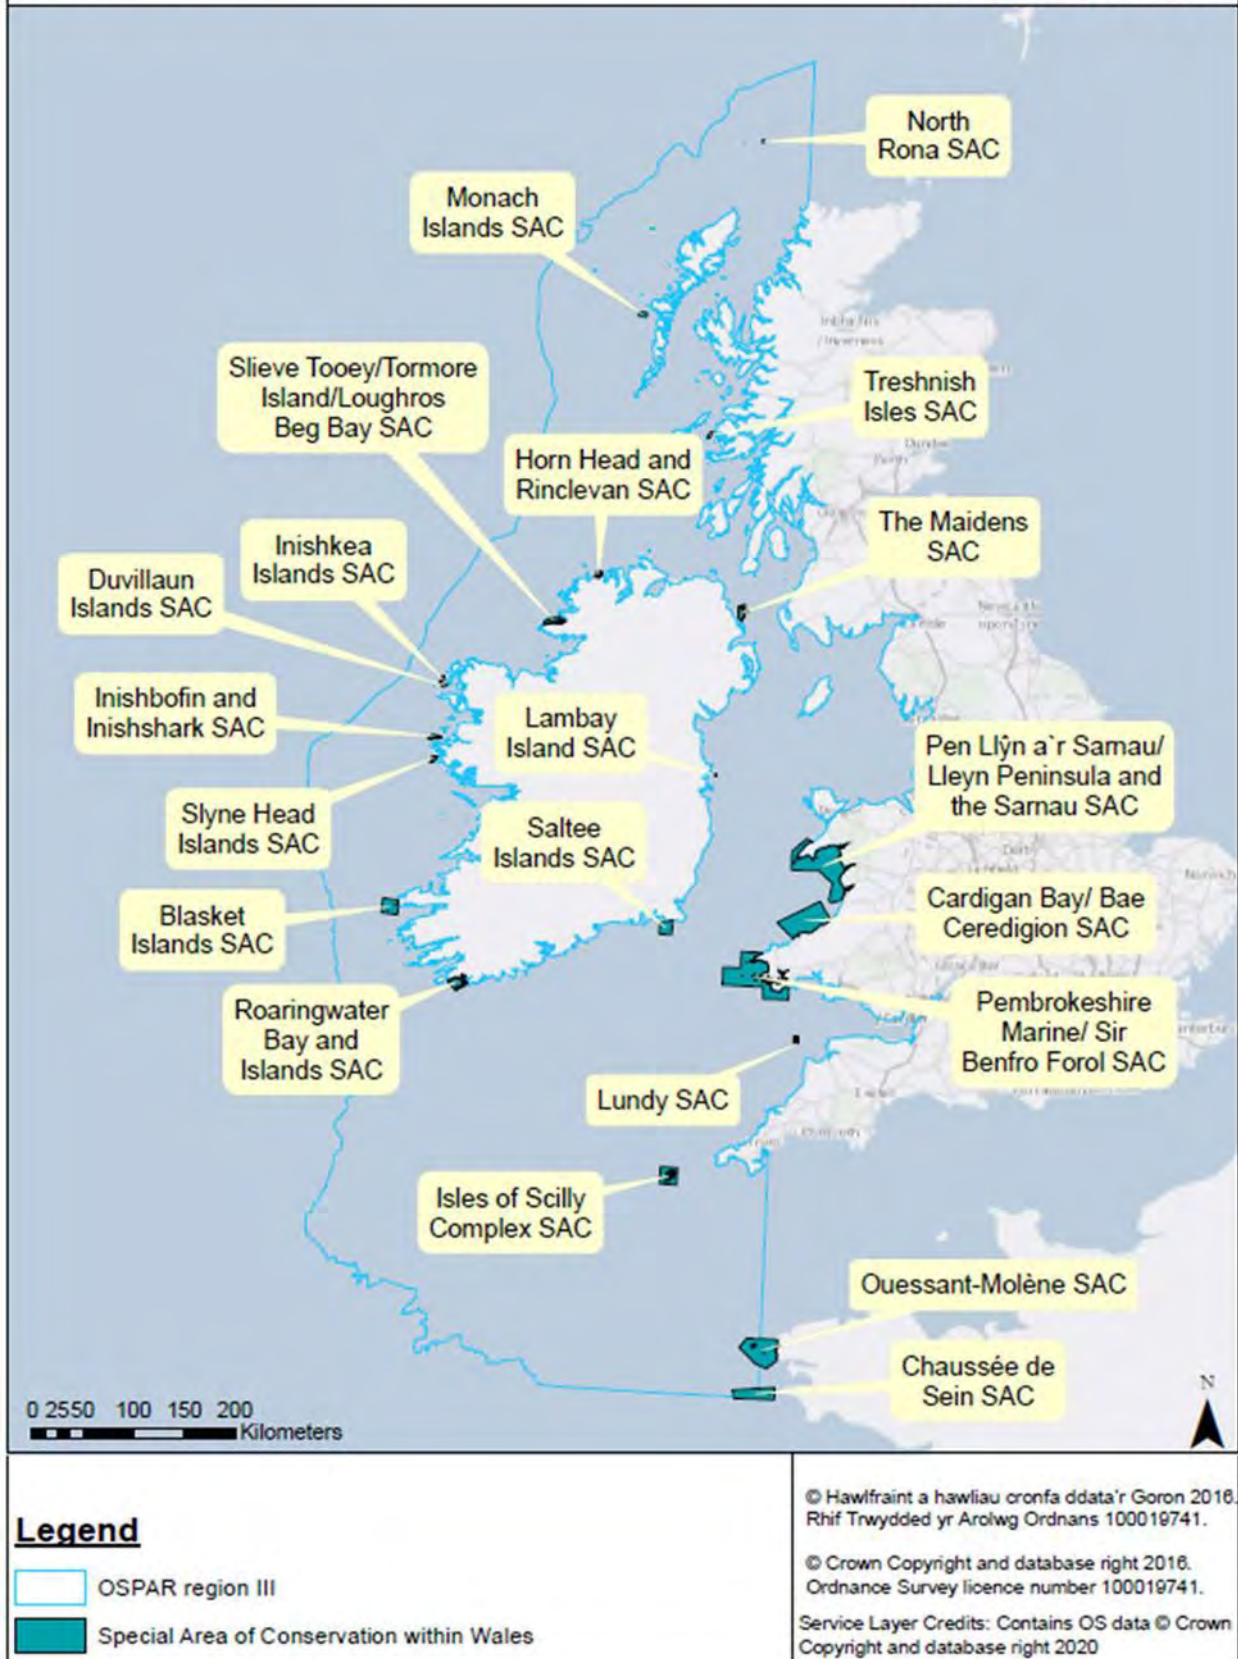 North
Rona SAC
Monach
Islands SAC
Slieve Tooey/Tormore
Island/Loughros
Beg Bay SAC
Treshnish
Isles SAC
Horn Head and
Rinclevan SAC
Inishkea
Islands SAC
The Maidens
SAC
Duvillaun
Islands SAC
Inishbofin and
Inishshark SAC
Lambay
Island SAC
Pen Llŷn a`r Sarnau/
Lleyn Peninsula and
the Sarnau SAC
Slyne Head
Islands SAC
Saltee
Islands SAC
Cardigan Bay/ Bae
Ceredigion SAC
Blasket
Islands SAC
Roaringwater
Bay and
Islands SAC
Pembrokeshire
Marine/ Sir
Benfro Forol SAC
Lundy SAC
Isles of Scilly
Complex SAC
Ouessant-Molène SAC
Chaussée de
Sein SAC
N
0 2550 100 150 200
Kilometers
Legend
OSPAR region III
Special Area of Conservation within Wales
© Hawlfraint a hawliau cronfa ddata'r Goron 2016.
Rhif Trwydded yr Arolwg Ordnans 100019741.
© Crown Copyright and database right 2016.
Ordnance Survey licence number 100019741.
Service Layer Credits: Contains OS data © Crown
Copyright and database right 2020